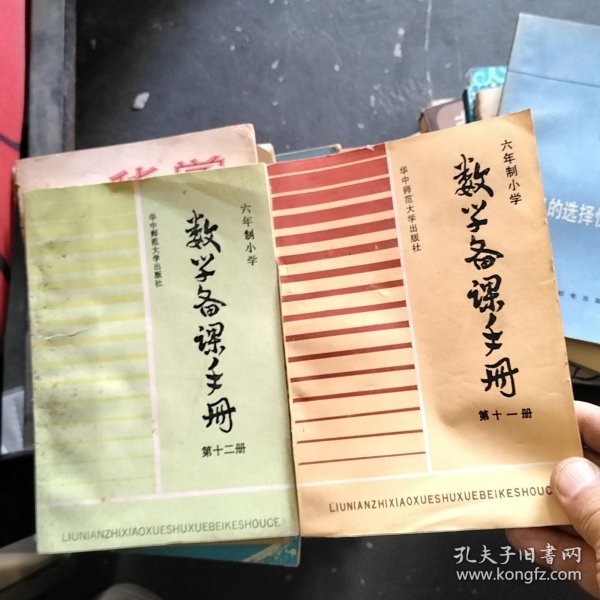 六年制小学
数学备课手册
华中师范大学出版社
第十二册
LIUNIANZHIXIAOXUESHUXUEBEIKESHOUCE
六年制小学
数学备课手册
华中师范大学出版社
第十一册
LIUNIANZHIXIAOXUESHUXUEBEIKESHOUCE
的选择
孔夫子旧书网
www.kongfz.com